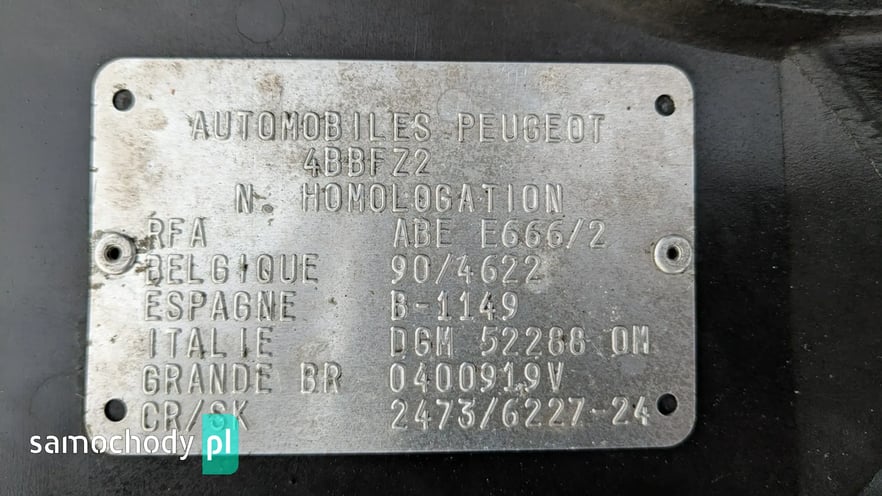 AUTOMOBILES PEUGEOT
4BBFZ2
N. HOMOLOGATION
RFA ABE E666/2
BELGIQUE 90/4622
ESPAGNE B-1149
ITALIE DGM 52288 OM
GRANDE BR 0400919V
CR/SK 2473/6227-24
samochody pl